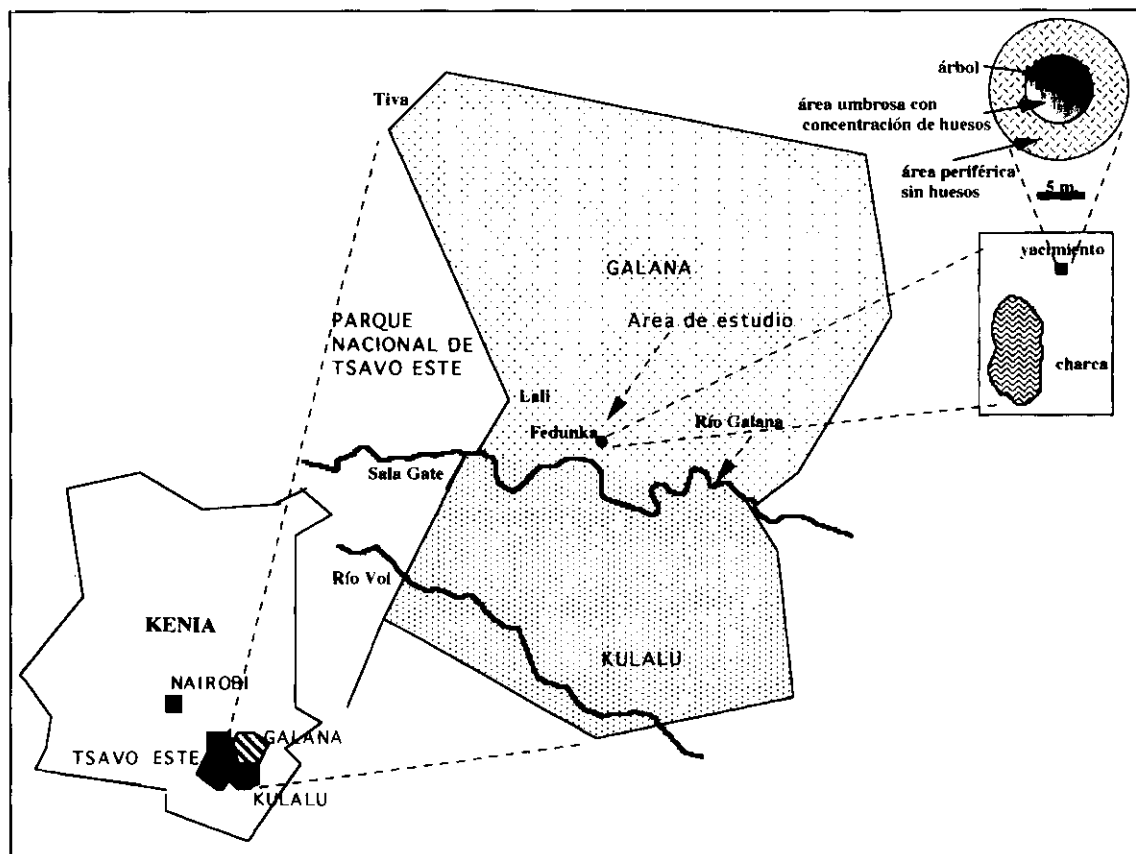 árbol
área umbrosa con
concentración de huesos
área periférica
sin huesos
5 m
yacimiento
charca
Tiva
GALANA
Area de estudio
PARQUE
NACIONAL DE
TSAVO ESTE
Lali
Fedunka
Río Galana
Sala Gate
Río Voi
KULALU
KENIA
NAIROBI
GALANA
TSAVO ESTE
KULALU